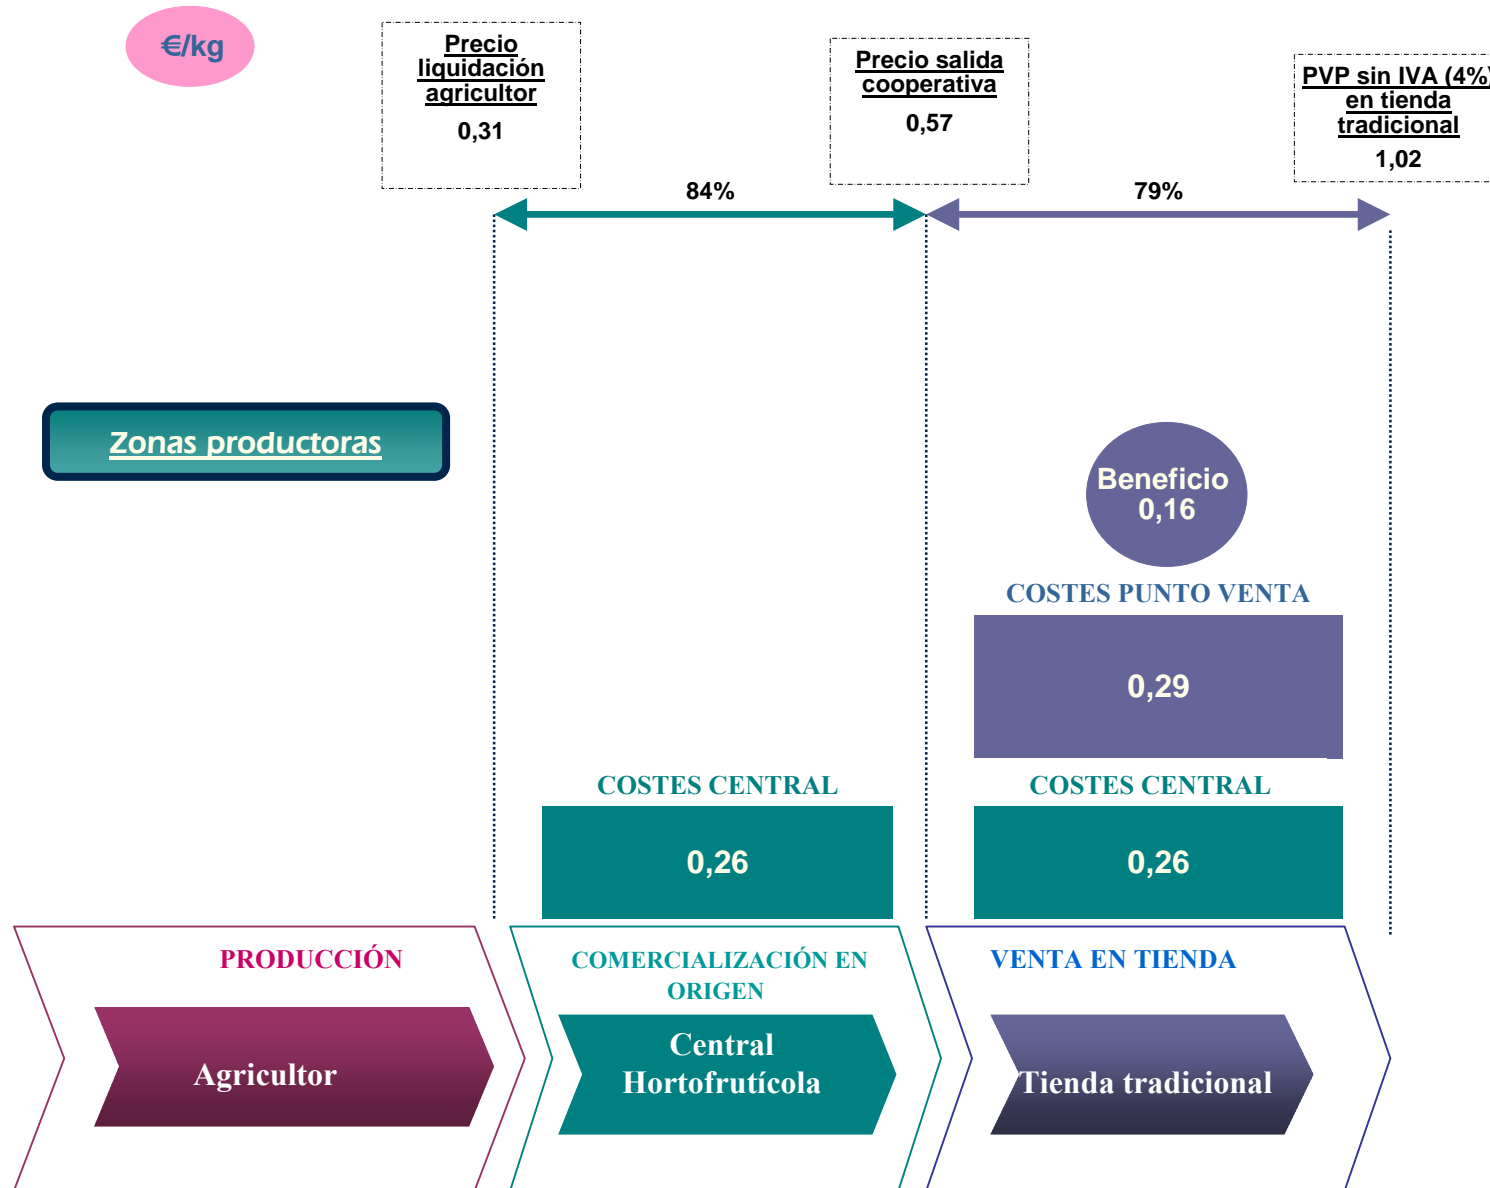 €/kg
Precio
liquidación
agricultor
0,31
Precio salida
cooperativa
0,57
PVP sin IVA (4%)
en tienda
tradicional
1,02
84%
79%
Zonas productoras
Beneficio
0,16
COSTES PUNTO VENTA
0,29
COSTES CENTRAL
0,26
COSTES CENTRAL
0,26
PRODUCCIÓN
Agricultor
COMERCIALIZACIÓN EN
ORIGEN
Central
Hortofrutícola
VENTA EN TIENDA
Tienda tradicional